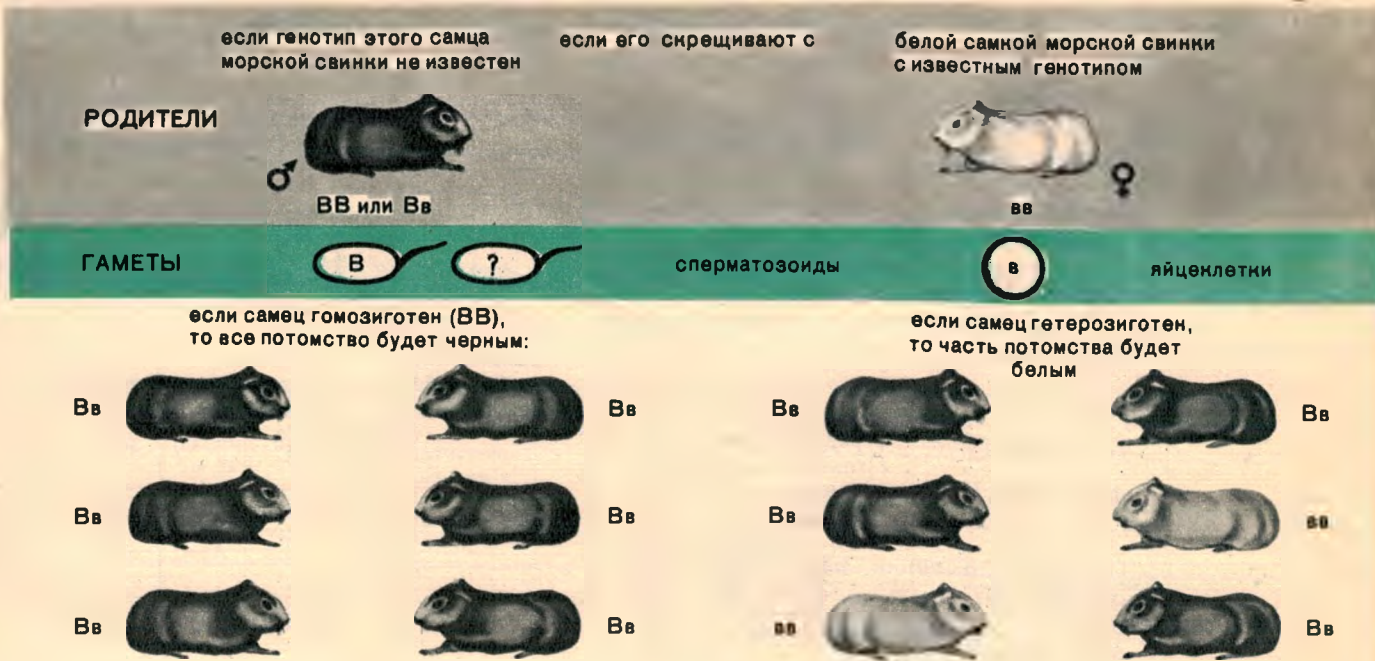 если генотип этого самца
морской свинки не известен
если его скрещивают с
белой самкой морской свинки
с известным генотипом
РОДИТЕЛИ
♂
♀
ВВ или Вв
вв
ГАМЕТЫ
В
?
сперматозоиды
в
яйцеклетки
если самец гомозиготен (ВВ),
то все потомство будет черным:
если самец гетерозиготен,
то часть потомства будет
белым
Вв
Вв
Вв
Вв
Вв
Вв
Вв
вв
Вв
Вв
вв
Вв